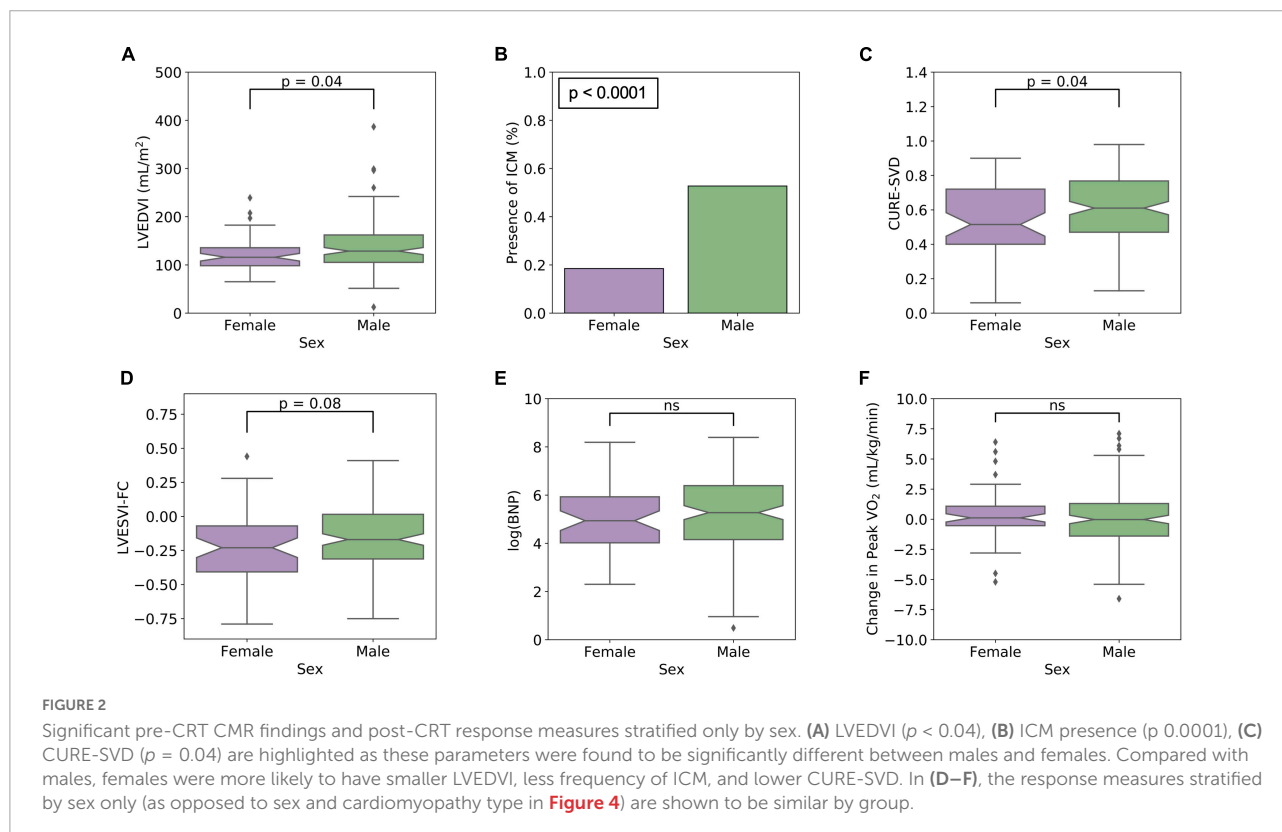 A
500
400
300
200
100
0
LVEDVI (mL/m²)
p = 0.04
Female
Male
Sex
B
1.0
0.8
0.6
0.4
0.2
0.0
Presence of ICM (%)
p < 0.0001
Female
Male
Sex
C
1.4
1.2
1.0
0.8
0.6
0.4
0.2
0.0
CURE-SVD
p = 0.04
Female
Male
Sex
D
0.75
0.50
0.25
0.00
−0.25
−0.50
−0.75
LVESVI-FC
p = 0.08
Female
Male
Sex
E
10
8
6
4
2
0
log(BNP)
ns
Female
Male
Sex
F
10.0
7.5
5.0
2.5
0.0
−2.5
−5.0
−7.5
−10.0
Change in Peak VO₂ (mL/kg/min)
ns
Female
Male
Sex
FIGURE 2
Significant pre-CRT CMR findings and post-CRT response measures stratified only by sex. (A) LVEDVI (p < 0.04), (B) ICM presence (p 0.0001), (C)
CURE-SVD (p = 0.04) are highlighted as these parameters were found to be significantly different between males and females. Compared with
males, females were more likely to have smaller LVEDVI, less frequency of ICM, and lower CURE-SVD. In (D–F), the response measures stratified
by sex only (as opposed to sex and cardiomyopathy type in Figure 4) are shown to be similar by group.